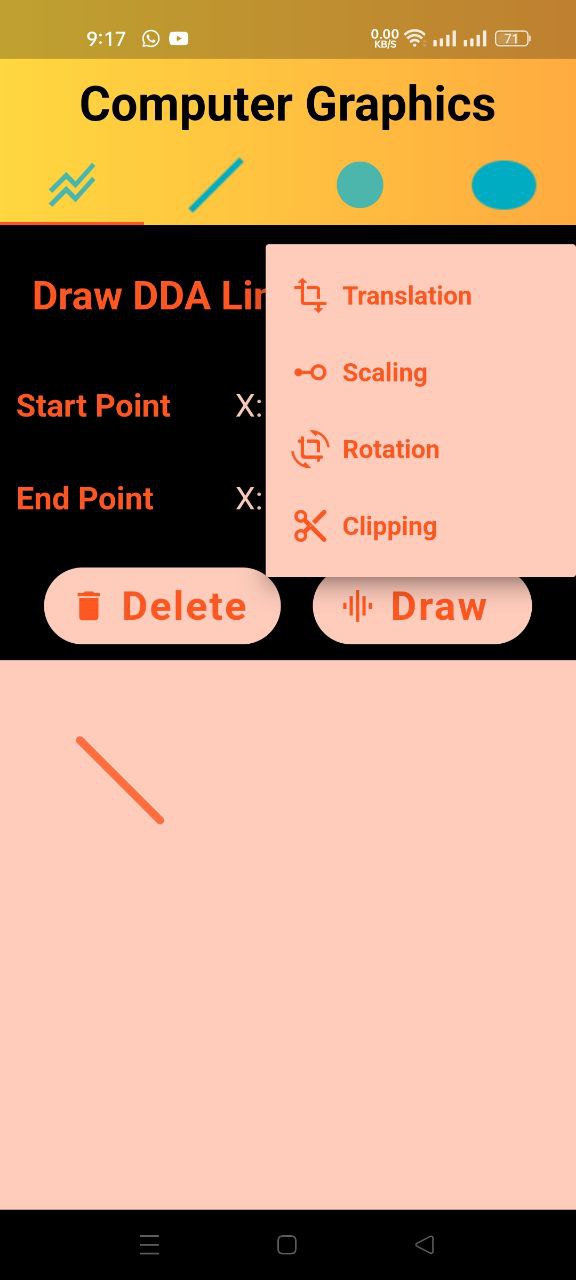 9:17 0.00 KB/S 71
Computer Graphics
Draw DDA Lin
Translation
Scaling
Start Point X:
Rotation
End Point X:
Clipping
Delete Draw